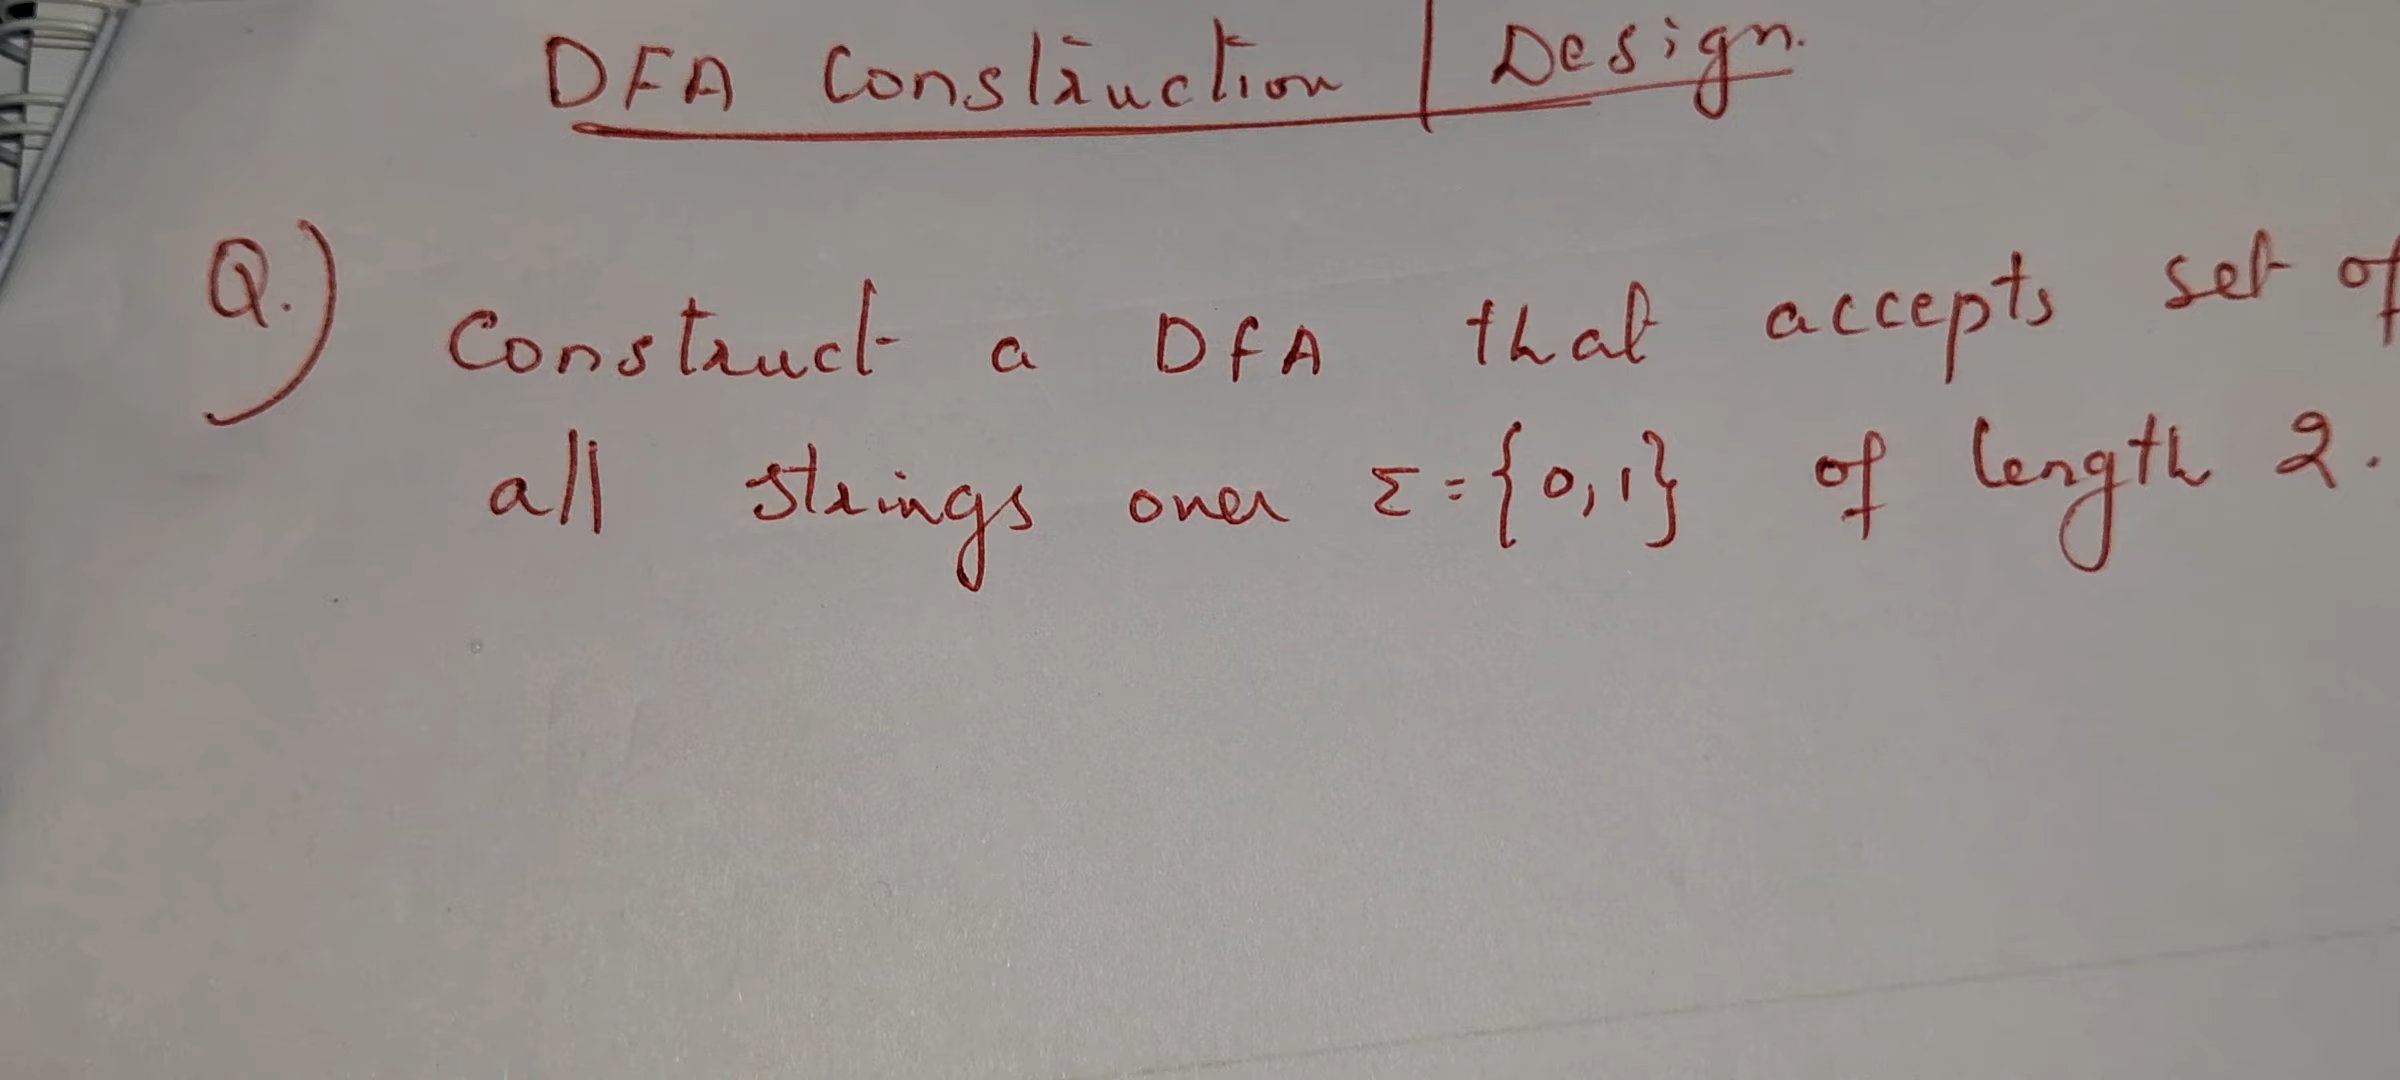 DFA Construction | Design.
Q.) Construct a DFA that accepts set of
all strings over Σ = {0,1} of length 2.